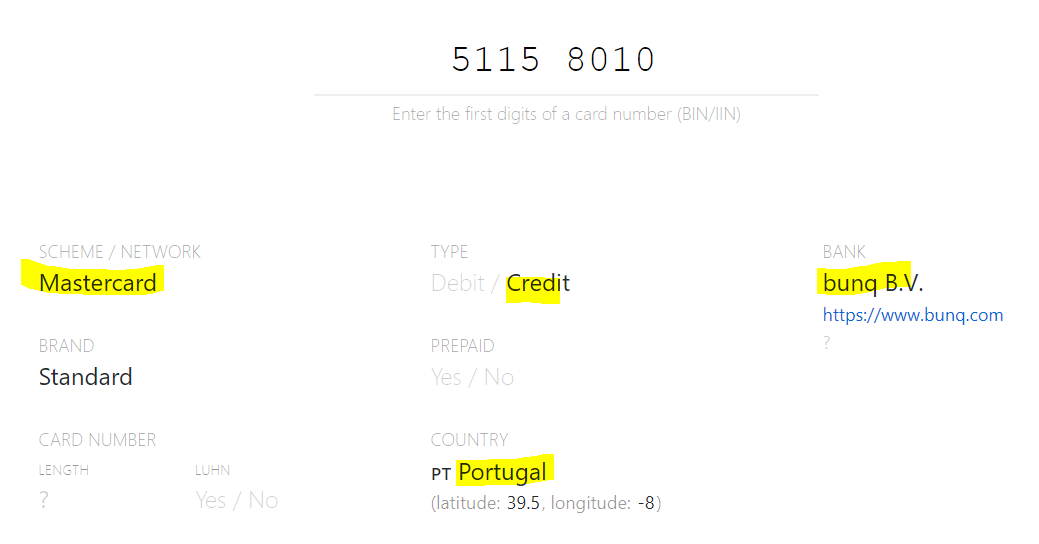 5115 8010
Enter the first digits of a card number (BIN/IIN)
SCHEME / NETWORK
Mastercard
TYPE
Debit / Credit
BANK
bunq B.V.
https://www.bunq.com
?
BRAND
Standard
PREPAID
Yes / No
CARD NUMBER
LENGTH
?
LUHN
Yes / No
COUNTRY
PT Portugal
(latitude: 39.5, longitude: -8)